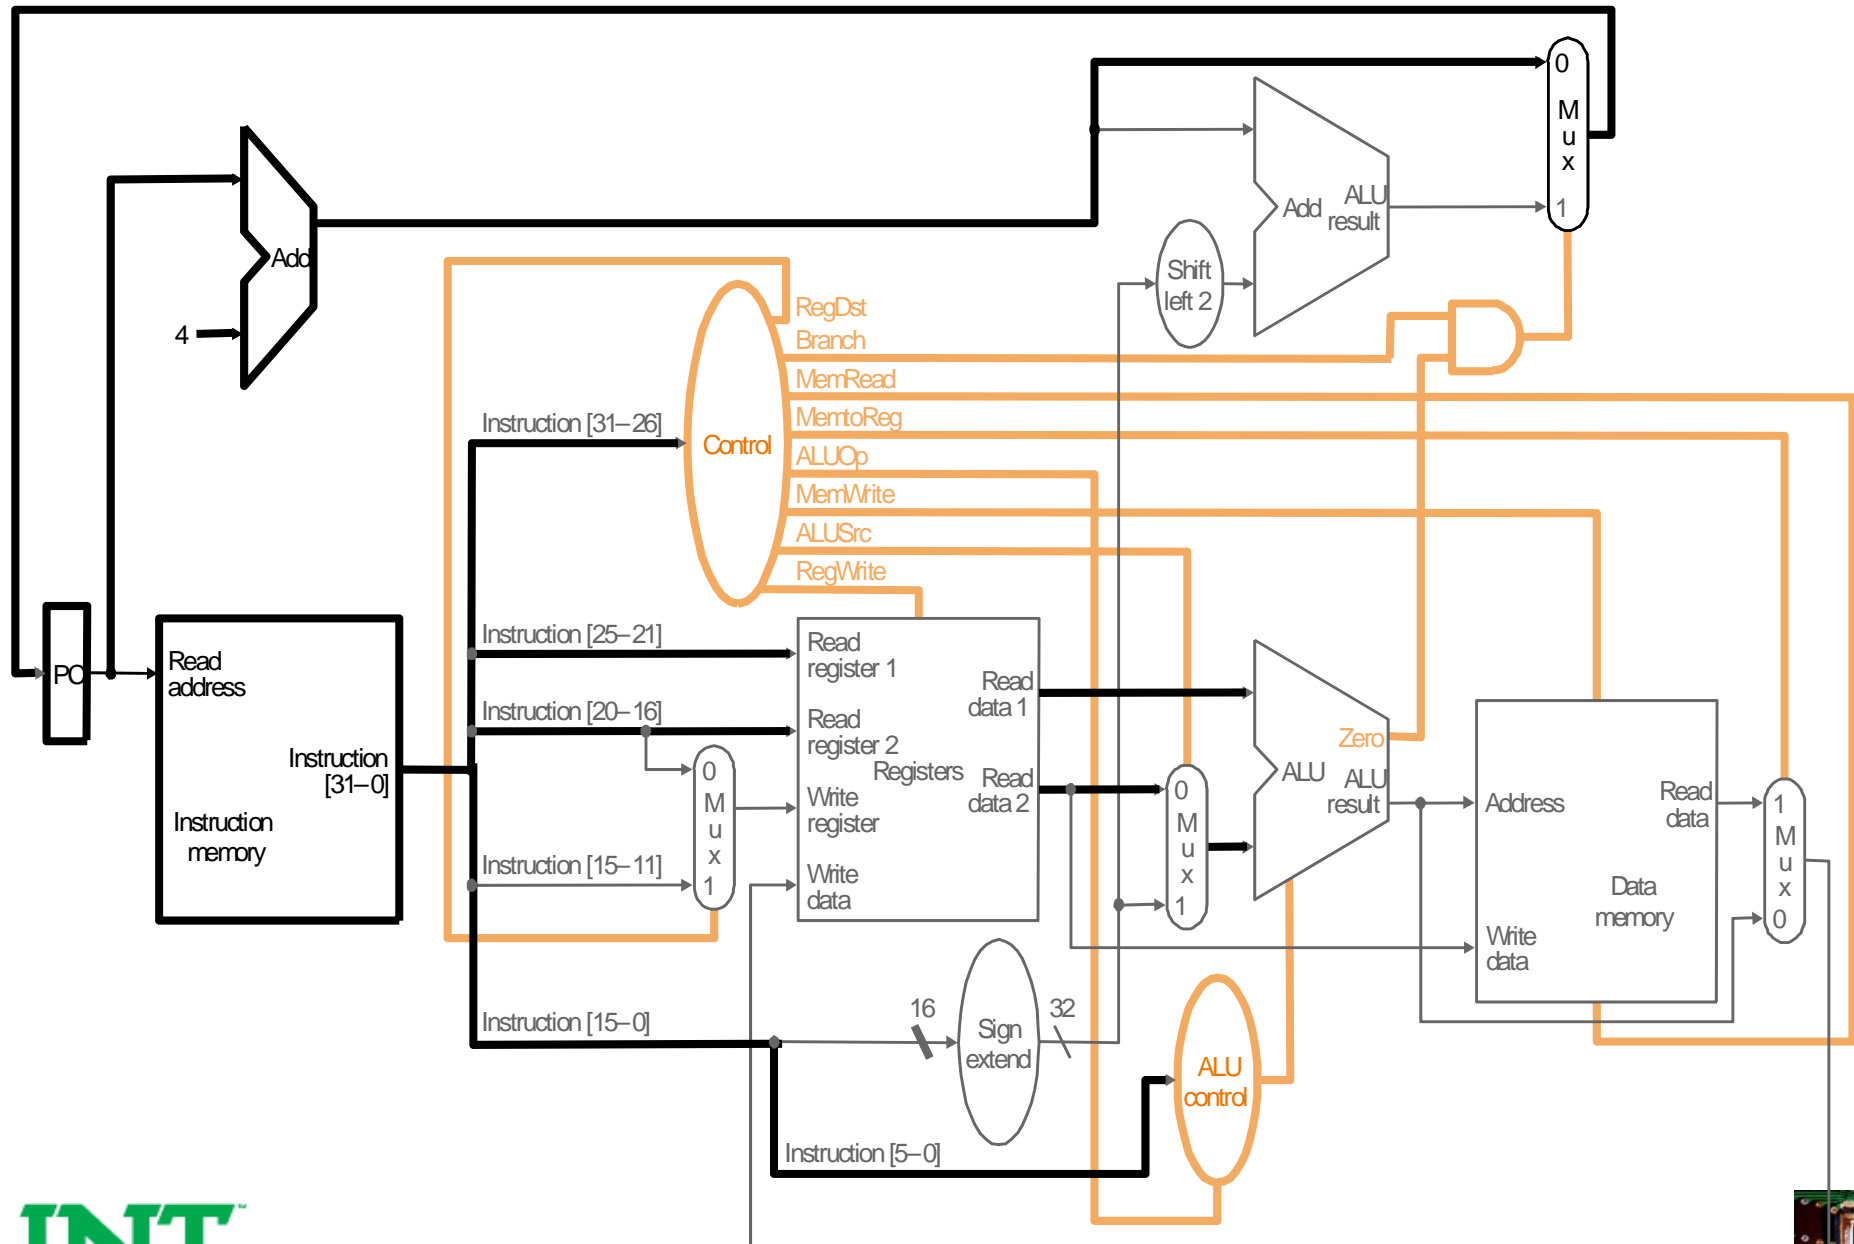 0
M
u
x
1
Add
ALU
result
Add
Shift
left 2
4
RegDst
Branch
MemRead
MemtoReg
ALUOp
MemWrite
ALUSrc
RegWrite
Instruction [31–26]
Control
Instruction [25–21]
Instruction [20–16]
Instruction [15–11]
Instruction [15–0]
Instruction [5–0]
PC
Read
address
Instruction
[31–0]
Instruction
memory
0
M
u
x
1
Read
register 1
Read
register 2
Registers
Write
register
Write
data
Read
data 1
Read
data 2
0
M
u
x
1
Zero
ALU
ALU
result
Address
Read
data
Data
memory
Write
data
1
M
u
x
0
16
Sign
extend
32
ALU
control